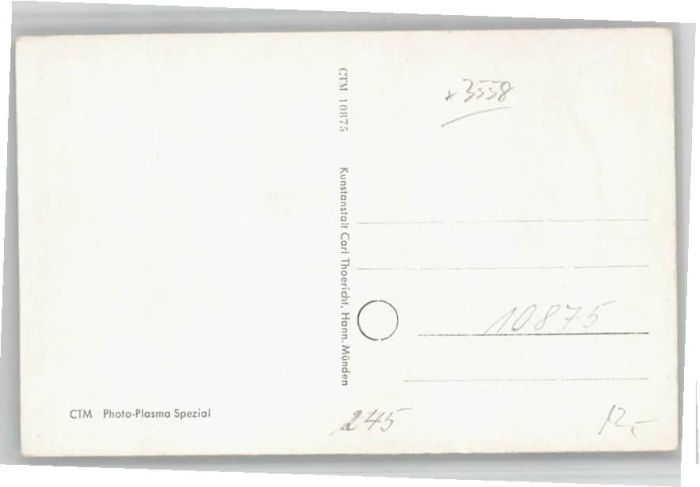 x3558
CTM 10875 Kunstanstalt Carl Thoericht, Hann. Münden
10875
CTM Photo-Plasma Spezial
245
12,-